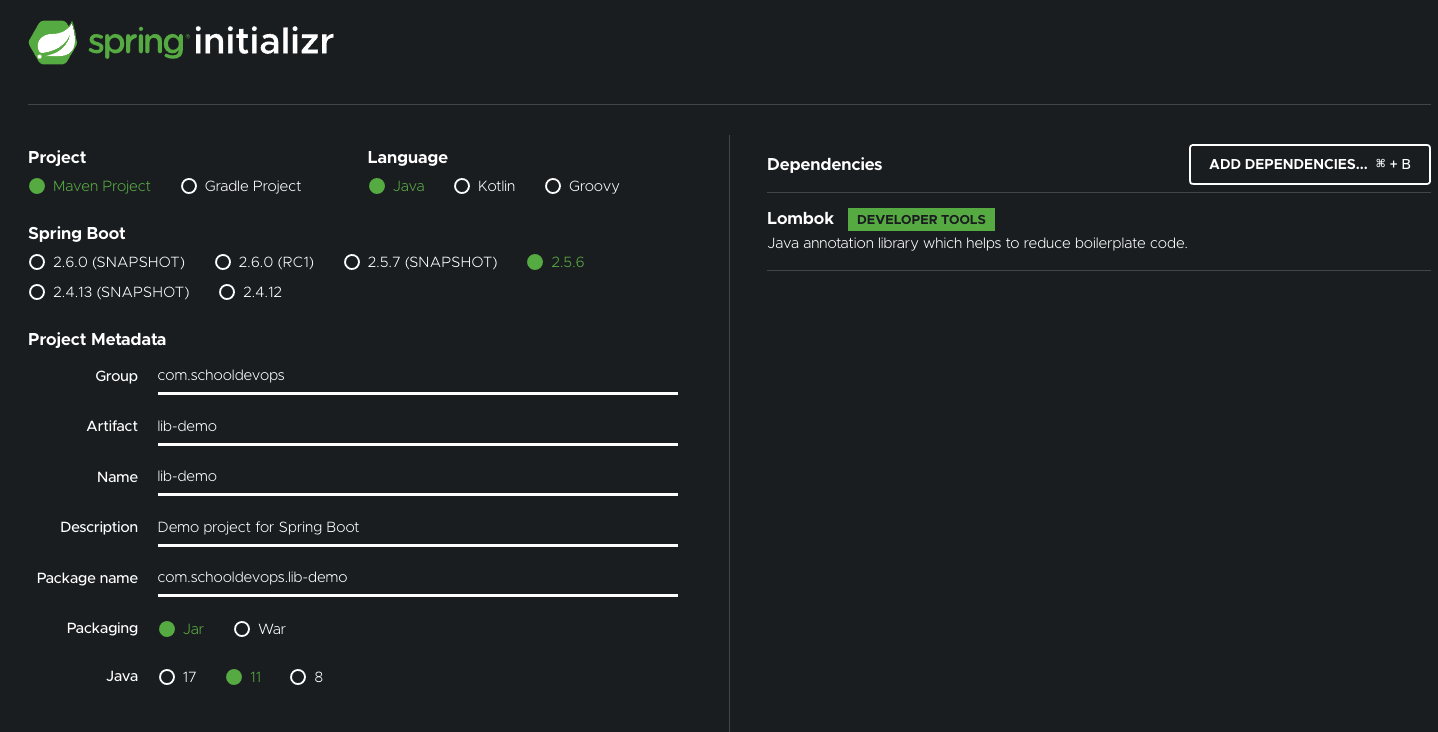 spring initializr
Project
Maven Project Gradle Project
Language
Java Kotlin Groovy
Spring Boot
2.6.0 (SNAPSHOT) 2.6.0 (RC1) 2.5.7 (SNAPSHOT) 2.5.6
2.4.13 (SNAPSHOT) 2.4.12
Project Metadata
Group com.schooldevops
Artifact lib-demo
Name lib-demo
Description Demo project for Spring Boot
Package name com.schooldevops.lib-demo
Packaging Jar War
Java 17 11 8
Dependencies ADD DEPENDENCIES... ⌘ + B
Lombok DEVELOPER TOOLS
Java annotation library which helps to reduce boilerplate code.